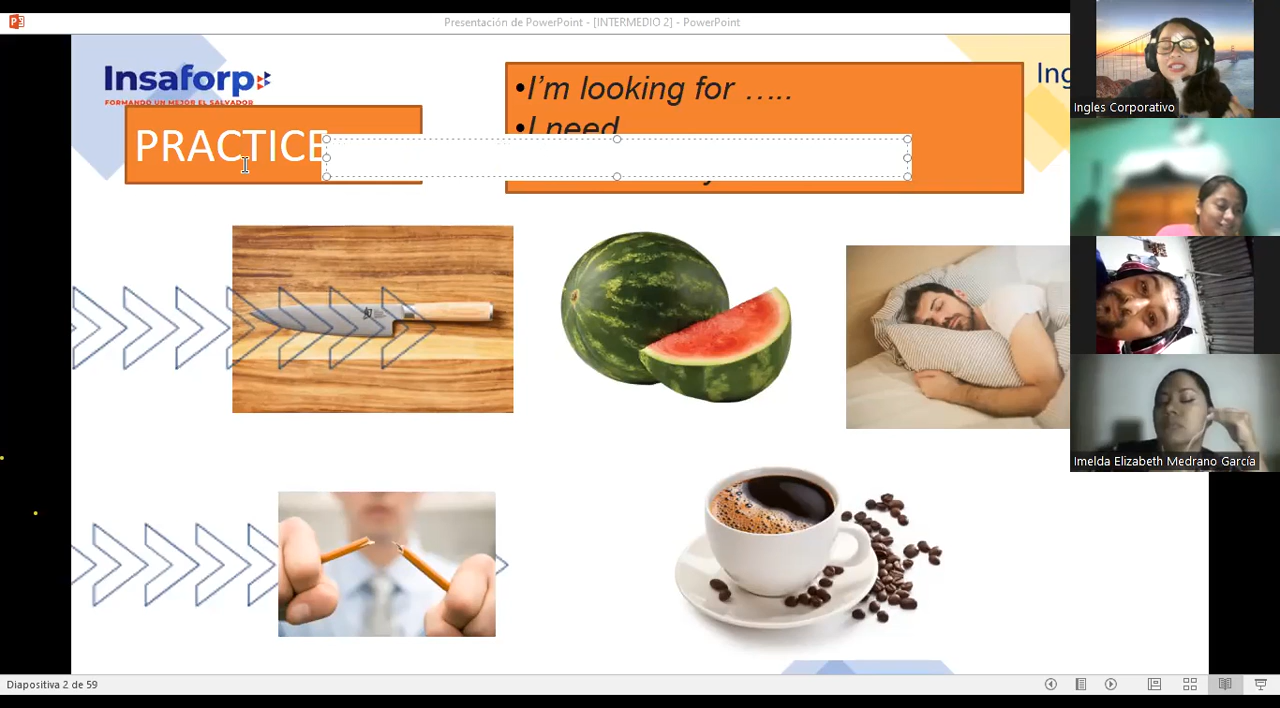 Presentación de PowerPoint - [INTERMEDIO 2] - PowerPoint
Insaforp
FORMANDO UN MEJOR EL SALVADOR
PRACTICE
•I'm looking for …..
•I need
Ing
Ingles Corporativo
Imelda Elizabeth Medrano García
Diapositiva 2 de 59